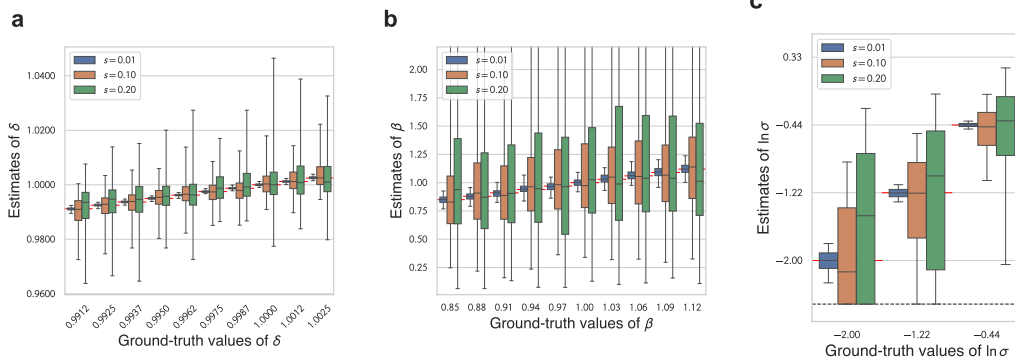 a
Estimates of δ
1.0400
1.0200
1.0000
0.9800
0.9600
s = 0.01
s = 0.10
s = 0.20
0.9912
0.9925
0.9937
0.9950
0.9962
0.9975
0.9987
1.0000
1.0012
1.0025
Ground-truth values of δ
b
Estimates of β
2.00
1.75
1.50
1.25
1.00
0.75
0.50
0.25
s = 0.01
s = 0.10
s = 0.20
0.85 0.88 0.91 0.94 0.97 1.00 1.03 1.06 1.09 1.12
Ground-truth values of β
c
Estimates of ln σ
0.33
−0.44
−1.22
−2.00
s = 0.01
s = 0.10
s = 0.20
−2.00 −1.22 −0.44
Ground-truth values of ln σ